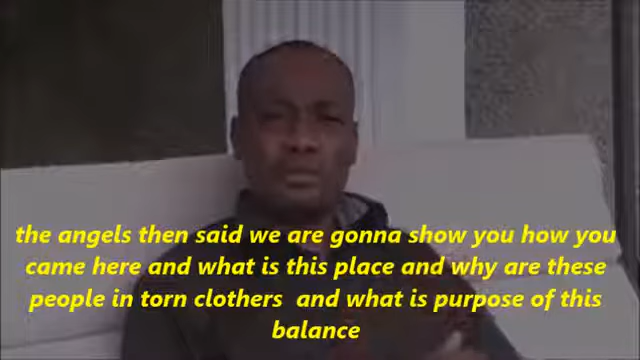 the angels then said we are gonna show you how you
came here and what is this place and why are these
people in torn clothers and what is purpose of this
balance